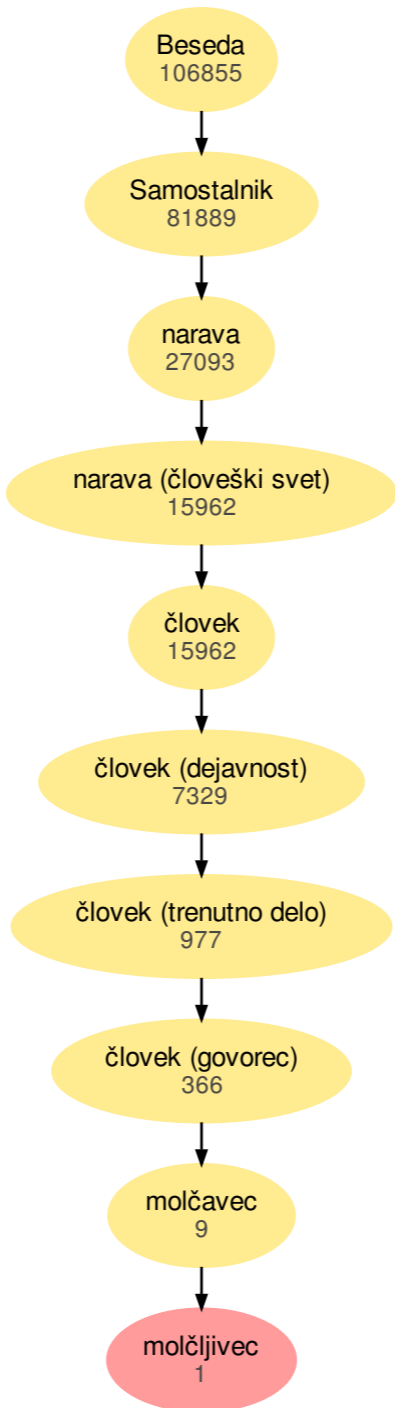 Beseda
106855
Samostalnik
81889
narava
27093
narava (človeški svet)
15962
človek
15962
človek (dejavnost)
7329
človek (trenutno delo)
977
človek (govorec)
366
molčavec
9
molčljivec
1